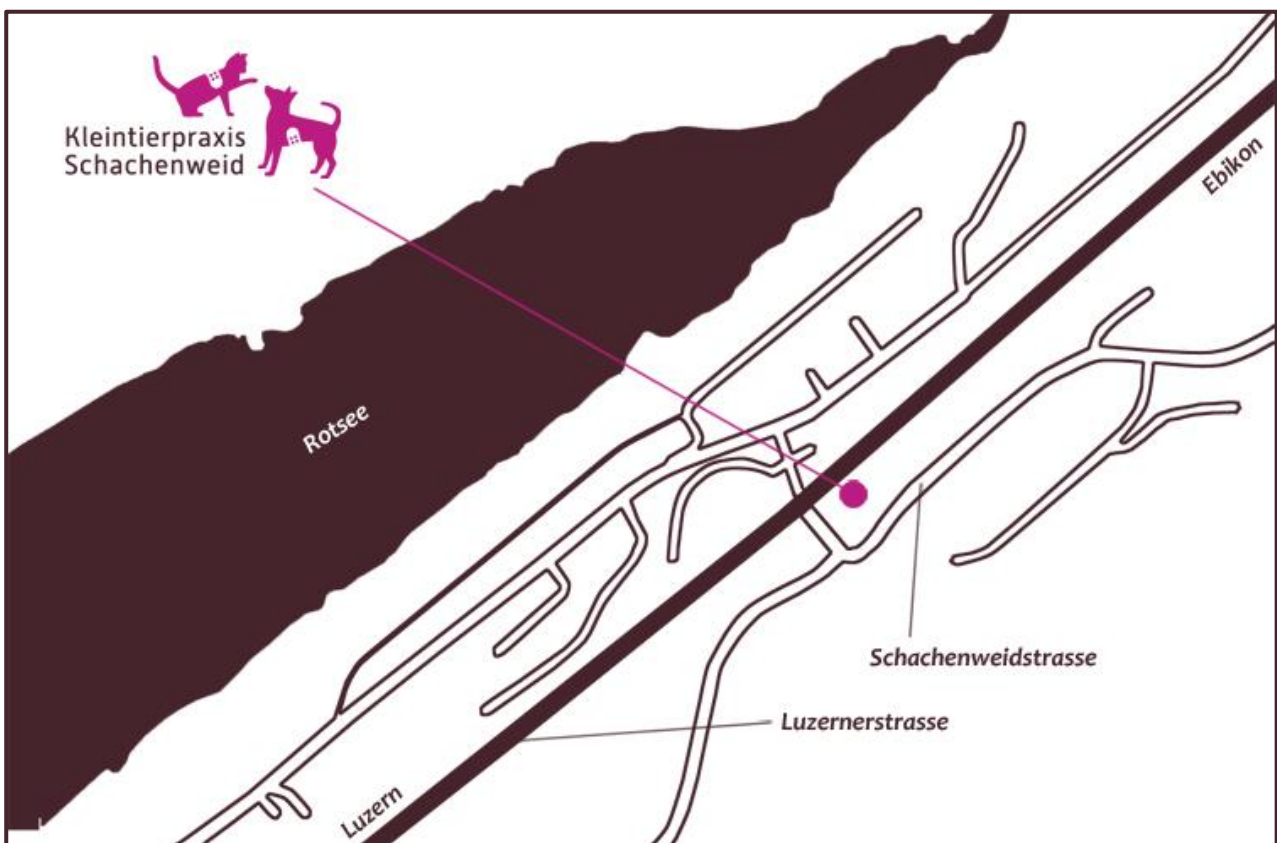 Kleintierpraxis
Schachenweid
Ebikon
Rotsee
Schachenweidstrasse
Luzernerstrasse
Luzern